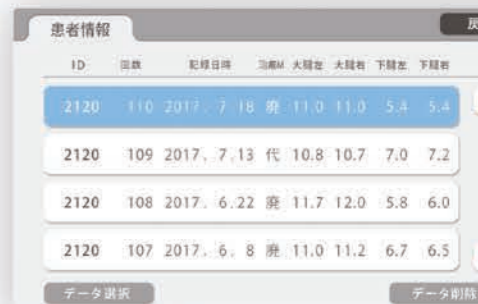 患者情報
戻
ID 回数 記録日時 治療M 大腿左 大腿右 下腿左 下腿右
2120 110 2017. 7.18 廃 11.0 11.0 5.4 5.4
2120 109 2017. 7.13 代 10.8 10.7 7.0 7.2
2120 108 2017. 6.22 廃 11.7 12.0 5.8 6.0
2120 107 2017. 6. 8 廃 11.0 11.2 6.7 6.5
データ選択 データ削除